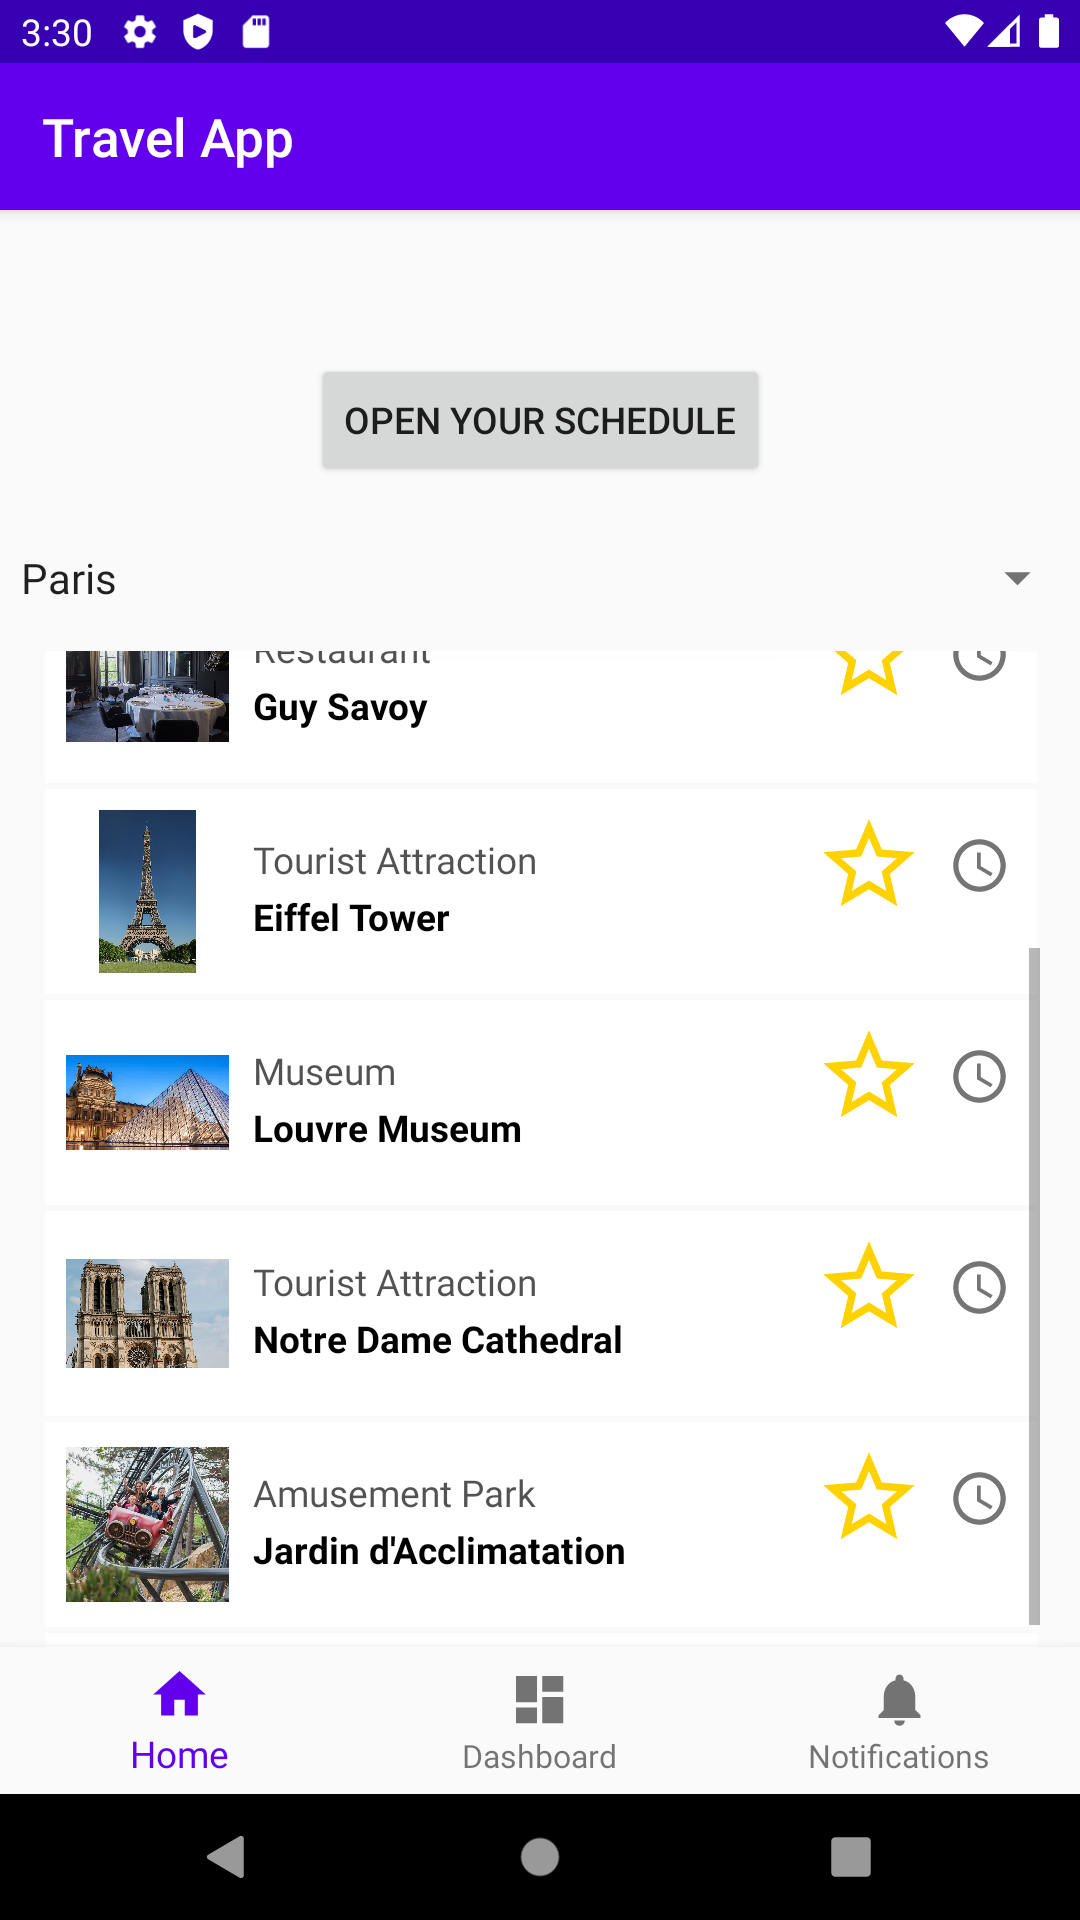 3:30
Travel App
OPEN YOUR SCHEDULE
Paris
Restaurant
Guy Savoy
Tourist Attraction
Eiffel Tower
Museum
Louvre Museum
Tourist Attraction
Notre Dame Cathedral
Amusement Park
Jardin d'Acclimatation
Home
Dashboard
Notifications